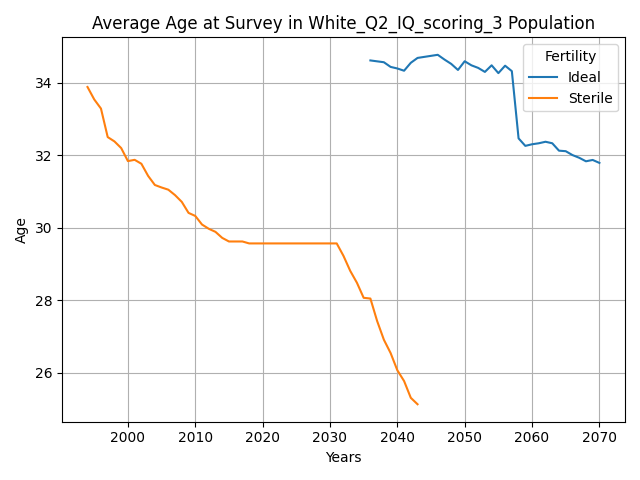 Average Age at Survey in White_Q2_IQ_scoring_3 Population
Fertility
Ideal
Sterile
34
32
30
28
26
Age
2000
2010
2020
2030
2040
2050
2060
2070
Years